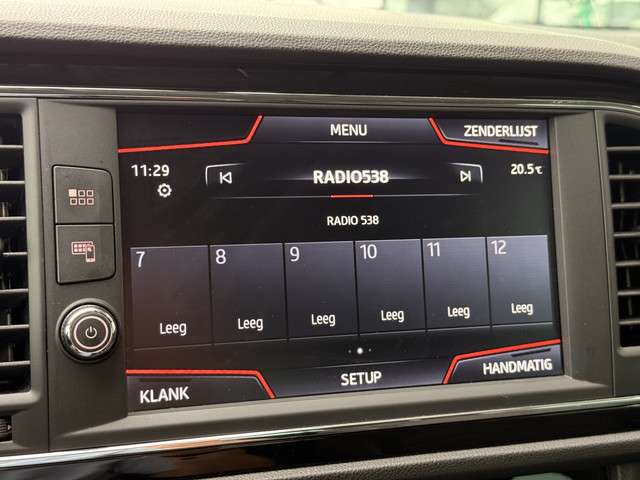 MENU
ZENDERLIJST
11:29
RADIO538
20.5°C
RADIO 538
7 8 9 10 11 12
Leeg Leeg Leeg Leeg Leeg Leeg
KLANK
SETUP
HANDMATIG